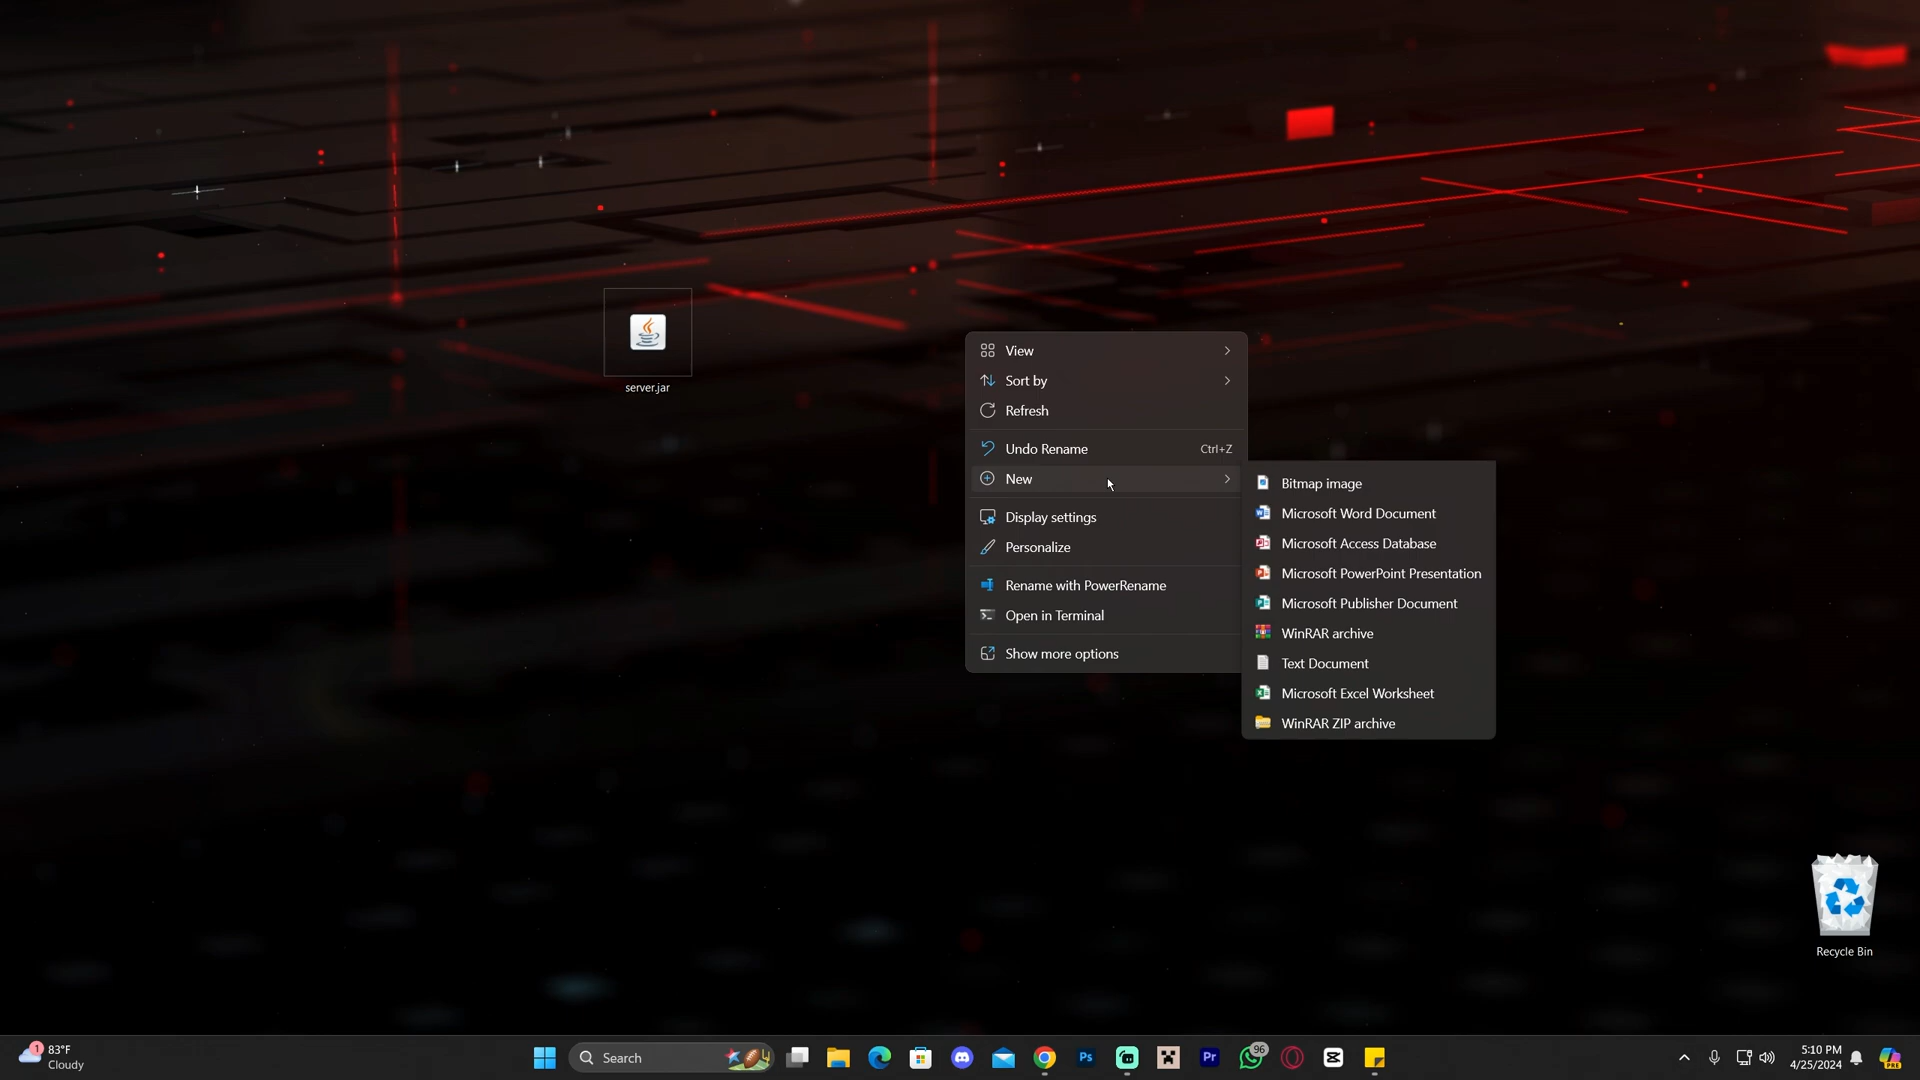 server.jar
View
Sort by
Refresh
Undo Rename Ctrl+Z
New
Display settings
Personalize
Rename with PowerRename
Open in Terminal
Show more options
Bitmap image
Microsoft Word Document
Microsoft Access Database
Microsoft PowerPoint Presentation
Microsoft Publisher Document
WinRAR archive
Text Document
Microsoft Excel Worksheet
WinRAR ZIP archive
Recycle Bin
1
83°F
Cloudy
Search
Ps
Pr
96
5:10 PM
4/25/2024
PRE